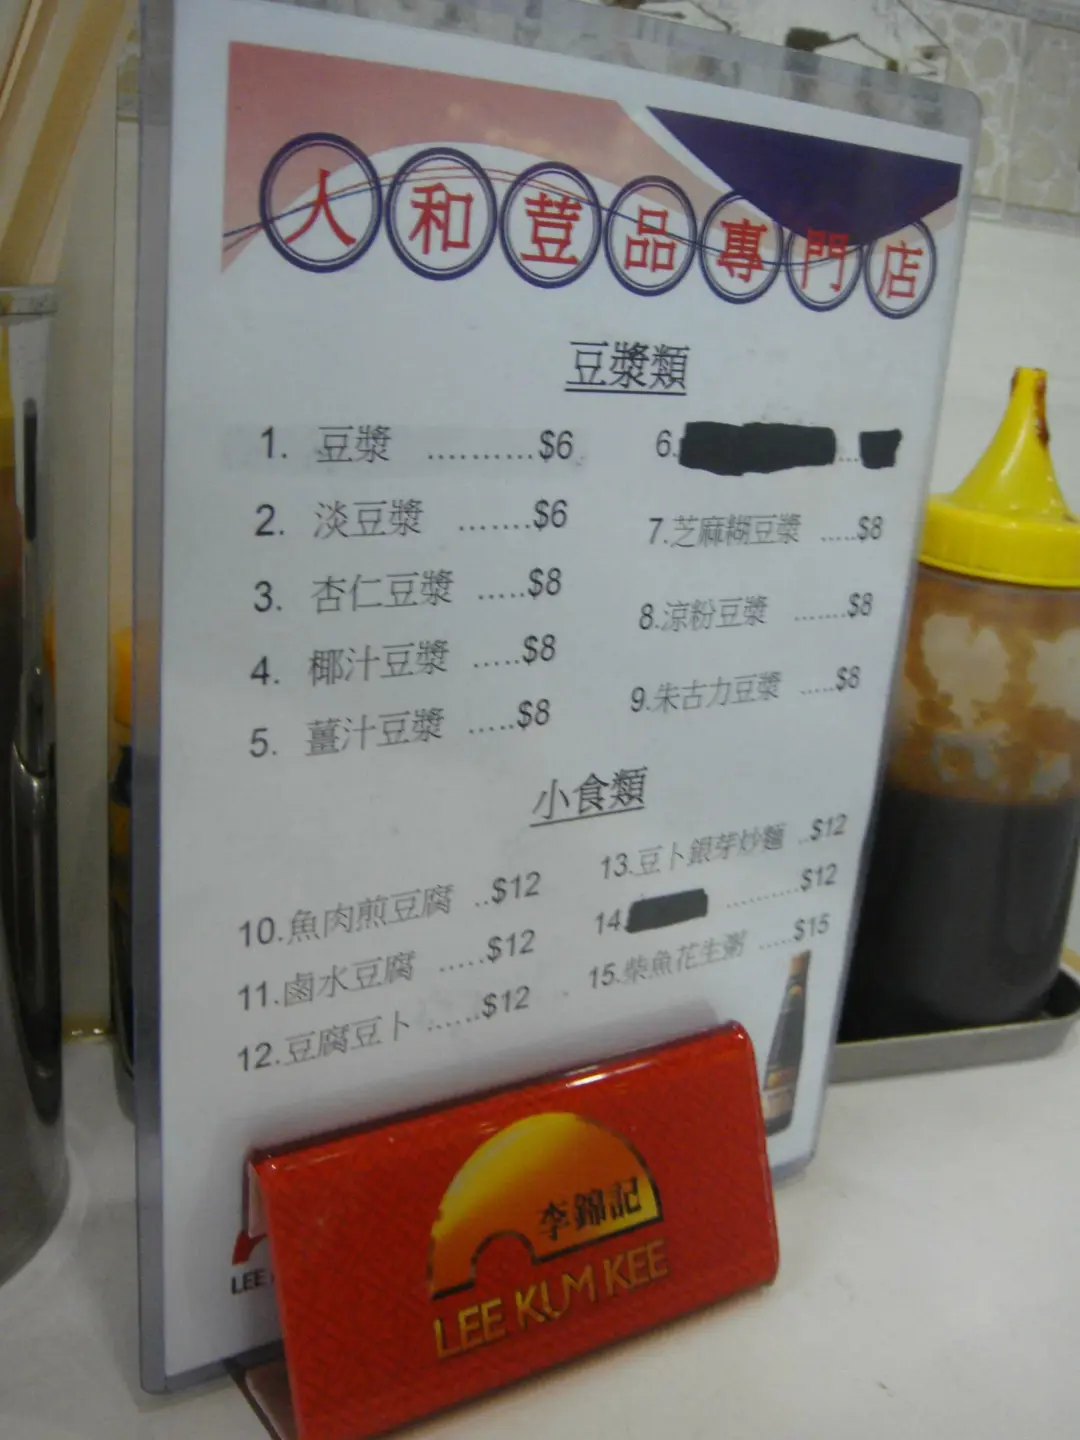 人和荳品專門店
豆漿類
1. 豆漿 ..........$6
2. 淡豆漿 .......$6
3. 杏仁豆漿 .....$8
4. 椰汁豆漿 .....$8
5. 薑汁豆漿 .....$8
6. ...
7.芝麻糊豆漿 .....$8
8.涼粉豆漿 .......$8
9.朱古力豆漿 .....$8
小食類
10.魚肉煎豆腐 ..$12
11.鹵水豆腐 .....$12
12.豆腐豆卜 ......$12
13.豆卜銀芽炒麵 ..$12
14. ..........$12
15.柴魚花生粥 .....$15
LEE
李錦記
LEE KUM KEE